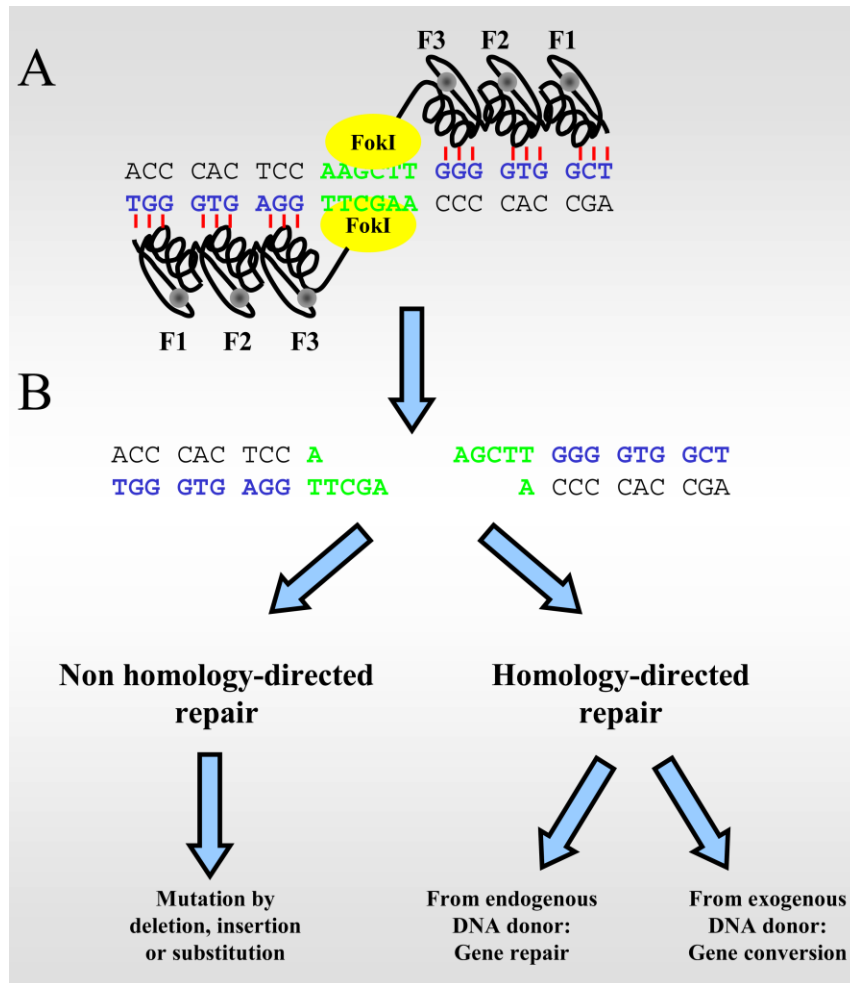 A
F3 F2 F1
FokI
ACC CAC TCC AAGCTT GGG GTG GCT
TGG GTG AGG TTCGAA CCC CAC CGA
FokI
F1 F2 F3
B
ACC CAC TCC A AGCTT GGG GTG GCT
TGG GTG AGG TTCGA A CCC CAC CGA
Non homology-directed
repair
Homology-directed
repair
Mutation by
deletion, insertion
or substitution
From endogenous
DNA donor:
Gene repair
From exogenous
DNA donor:
Gene conversion